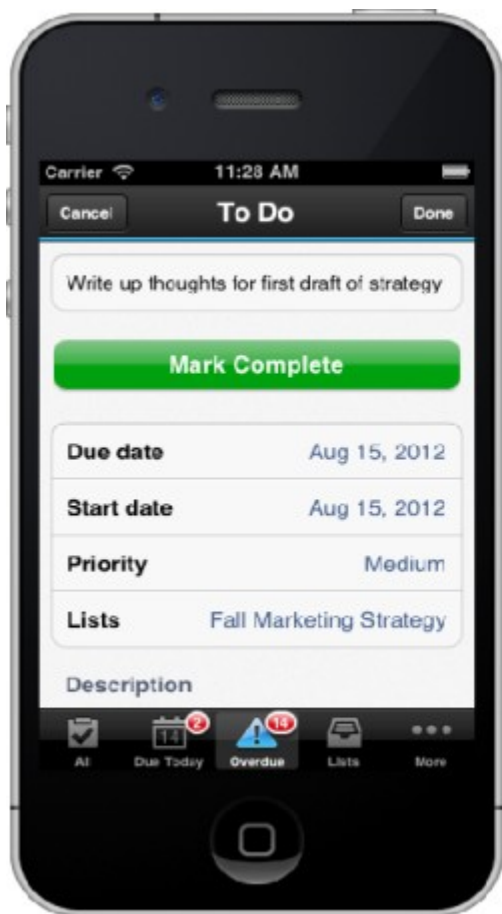 Carrier 11:28 AM
Cancel To Do Done
Write up thoughts for first draft of strategy
Mark Complete
Due date Aug 15, 2012
Start date Aug 15, 2012
Priority Medium
Lists Fall Marketing Strategy
Description
14 2 14
All Due Today Overdue Lists More